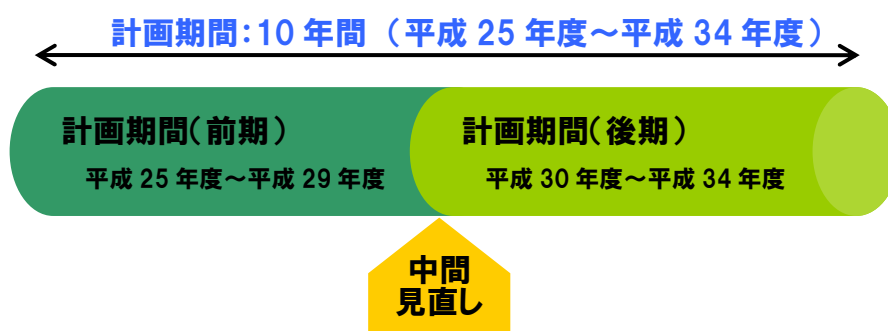 計画期間：10 年間（平成 25 年度～平成 34 年度）
計画期間（前期）
平成 25 年度～平成 29 年度
計画期間（後期）
平成 30 年度～平成 34 年度
中間
見直し